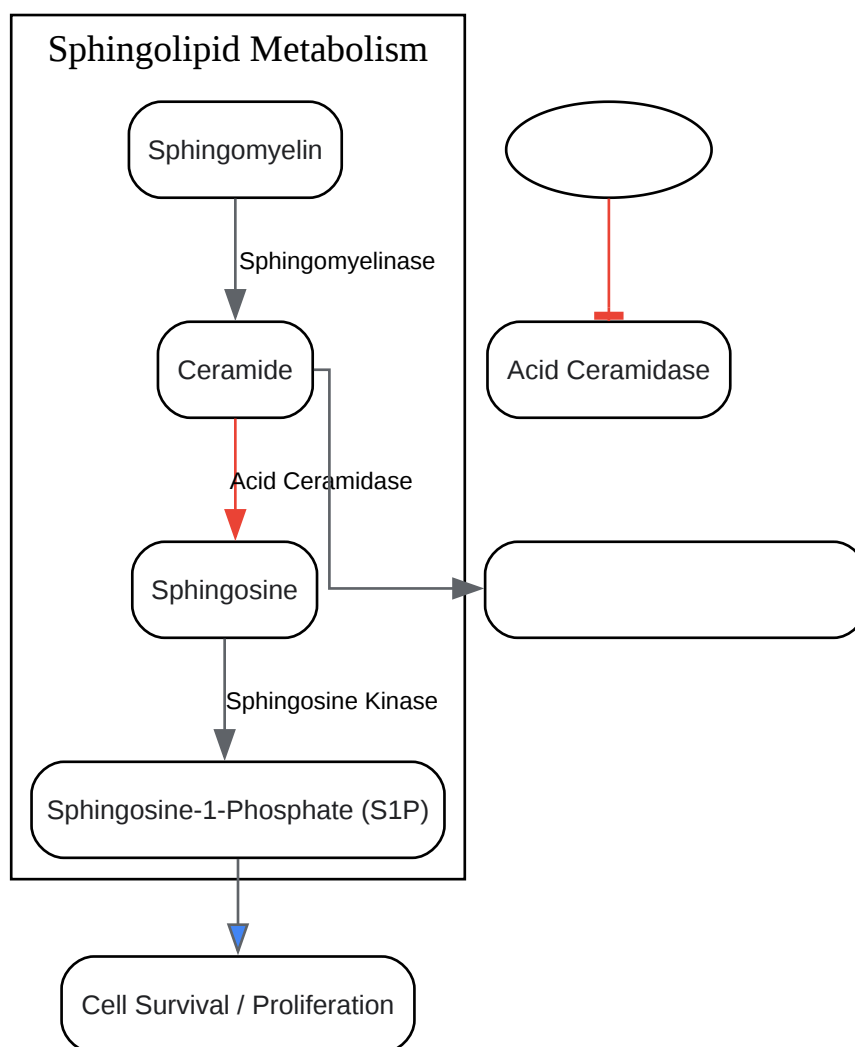 Sphingolipid Metabolism
Sphingomyelin
Sphingomyelinase
Ceramide
Acid Ceramidase
Acid Ceramidase
Sphingosine
Sphingosine Kinase
Sphingosine-1-Phosphate (S1P)
Cell Survival / Proliferation